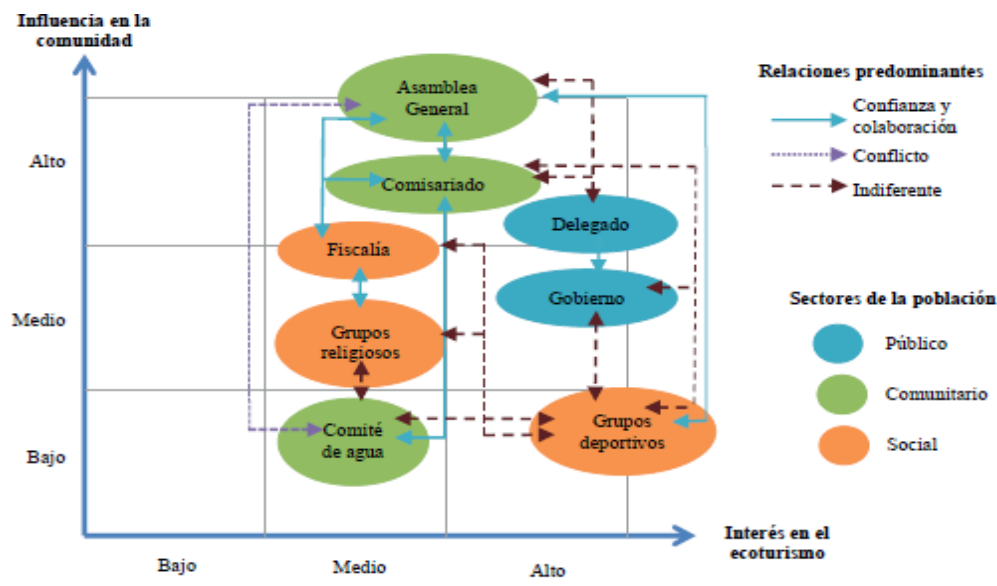 Influencia en la
comunidad
Relaciones predominantes
Confianza y
colaboración
Conflicto
Indiferente
Asamblea
General
Alto
Comisariado
Delegado
Fiscalía
Gobierno
Medio
Grupos
religiosos
Sectores de la población
Público
Comunitario
Social
Comité
de agua
Grupos
deportivos
Bajo
Interés en el
ecoturismo
Bajo
Medio
Alto